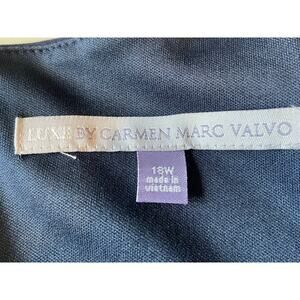 LUXE BY CARMEN MARC VALVO
18W
made in
vietnam